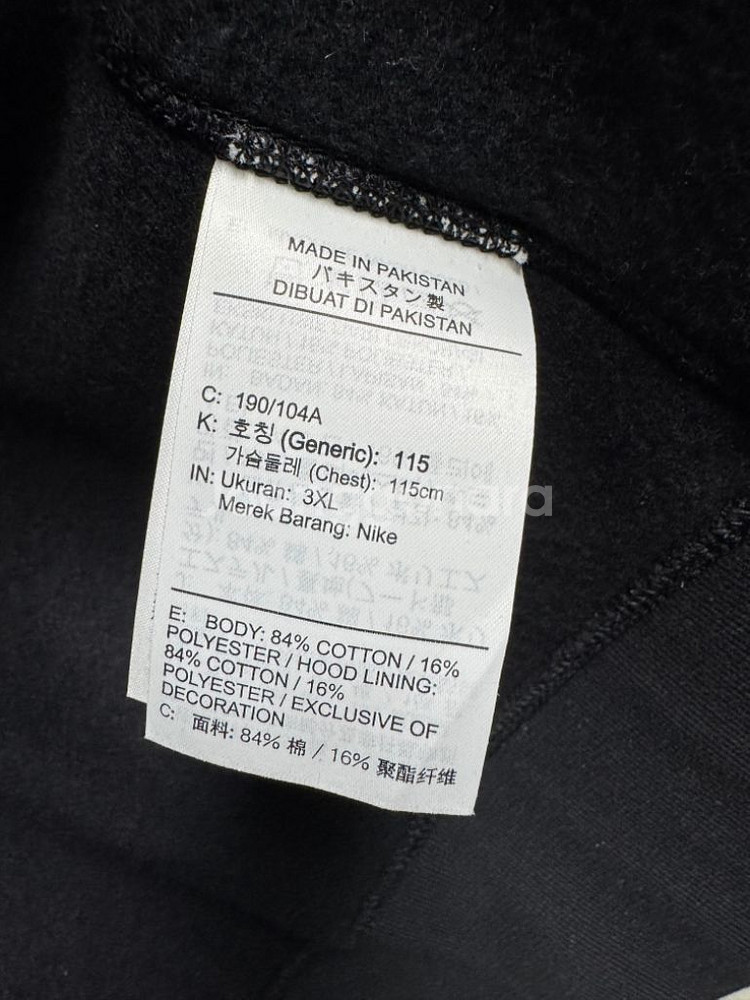 MADE IN PAKISTAN
パキスタン製
DIBUAT DI PAKISTAN
C: 190/104A
K: 호칭 (Generic): 115
가슴둘레 (Chest): 115cm
IN: Ukuran: 3XL
Merek Barang: Nike
E: BODY: 84% COTTON / 16%
POLYESTER / HOOD LINING:
84% COTTON / 16%
POLYESTER / EXCLUSIVE OF
DECORATION
C: 面料: 84% 棉 / 16% 聚酯纤维